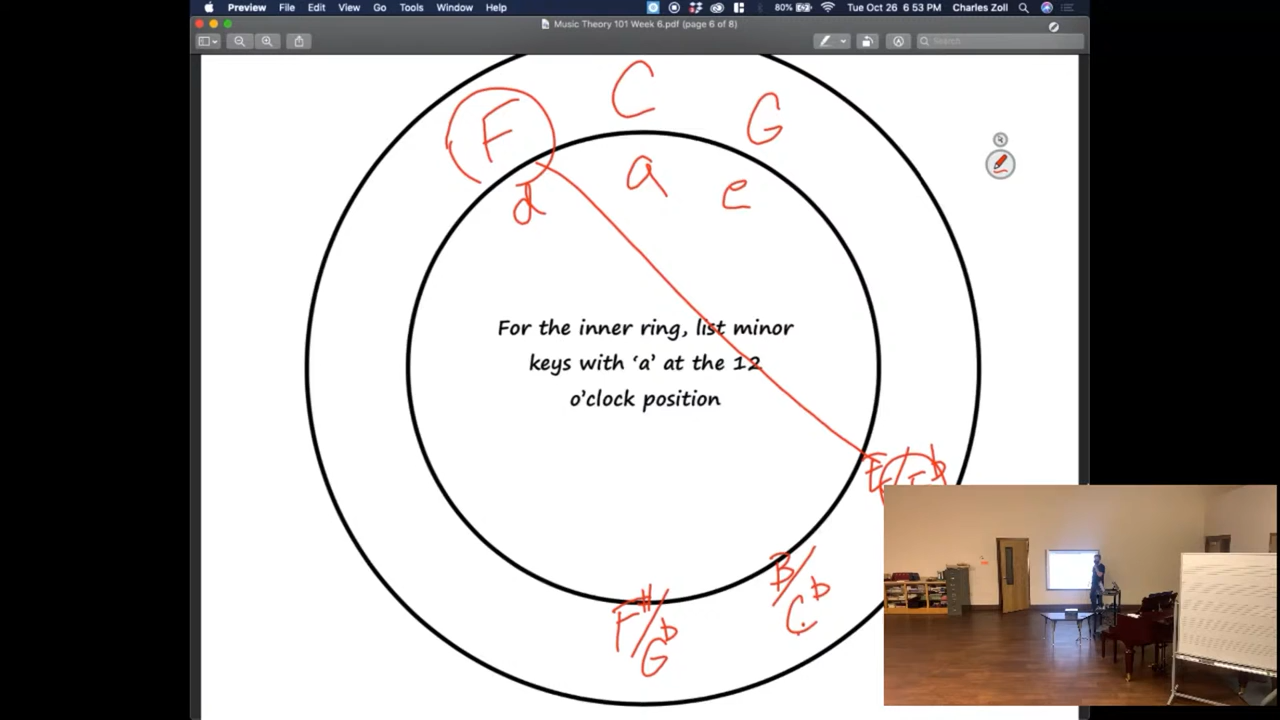 Preview File Edit View Go Tools Window Help 80% Tue Oct 26 6:53 PM Charles Zoll
Music Theory 101 Week 6.pdf (page 6 of 8)
Search
F C G
d a e
For the inner ring, list minor
keys with ‘a’ at the 12
o’clock position
B/C♭
F#/G♭